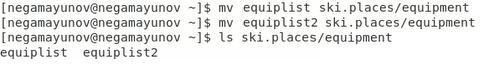 [negamayunov@negamayunov ~]$ mv equiplist ski.places/equipment
[negamayunov@negamayunov ~]$ mv equiplist2 ski.places/equipment
[negamayunov@negamayunov ~]$ ls ski.places/equipment
equiplist  equiplist2